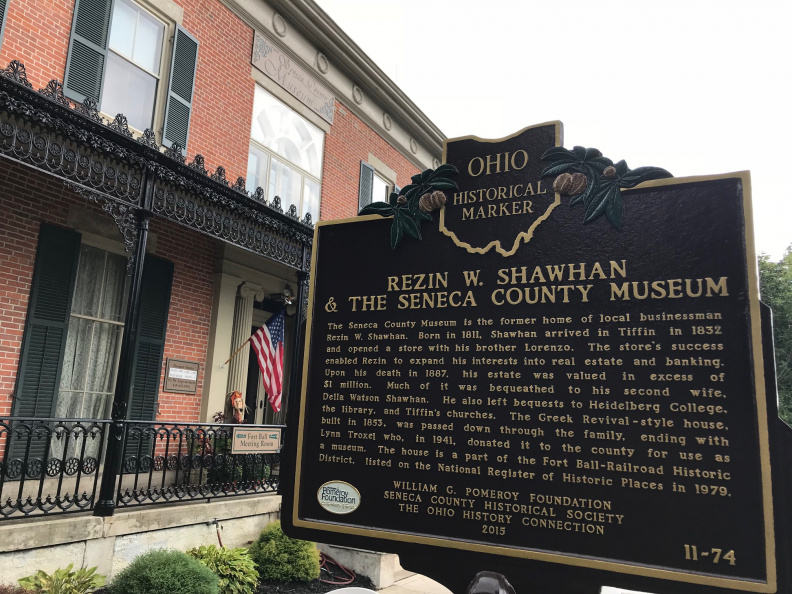 Museum
OHIO
HISTORICAL
MARKER
REZIN W. SHAWHAN
& THE SENECA COUNTY MUSEUM
The Seneca County Museum is the former home of local businessman
Rezin W. Shawhan. Born in 1811, Shawhan arrived in Tiffin in 1832
and opened a store with his brother Lorenzo. The store's success
enabled Rezin to expand his interests into real estate and banking.
Upon his death in 1887, his estate was valued in excess of
$1 million. Much of it was bequeathed to his second wife,
Della Watson Shawhan. He also left bequests to Heidelberg College,
the library, and Tiffin's churches. The Greek Revival-style house,
built in 1853, was passed down through the family, ending with
Lynn Troxel who, in 1941, donated it to the county for use as
a museum. The house is a part of the Fort Ball-Railroad Historic
District, listed on the National Register of Historic Places in 1979.
WILLIAM G. POMEROY FOUNDATION
SENECA COUNTY HISTORICAL SOCIETY
THE OHIO HISTORY CONNECTION
2015
11-74
Pomeroy
Foundation
Fort Ball
Meeting Room